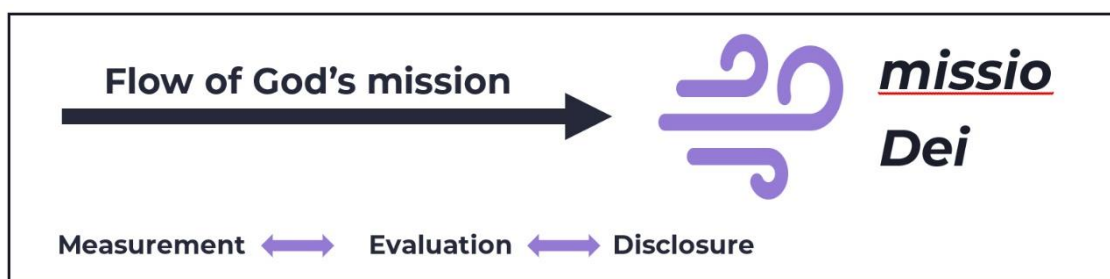 Flow of God's mission
missio
Dei
Measurement Evaluation Disclosure